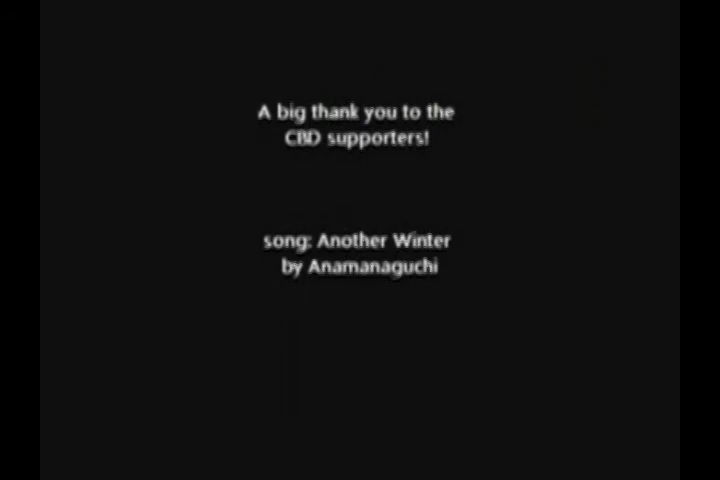 A big thank you to the
CBD supporters!
song: Another Winter
by Anamanaguchi